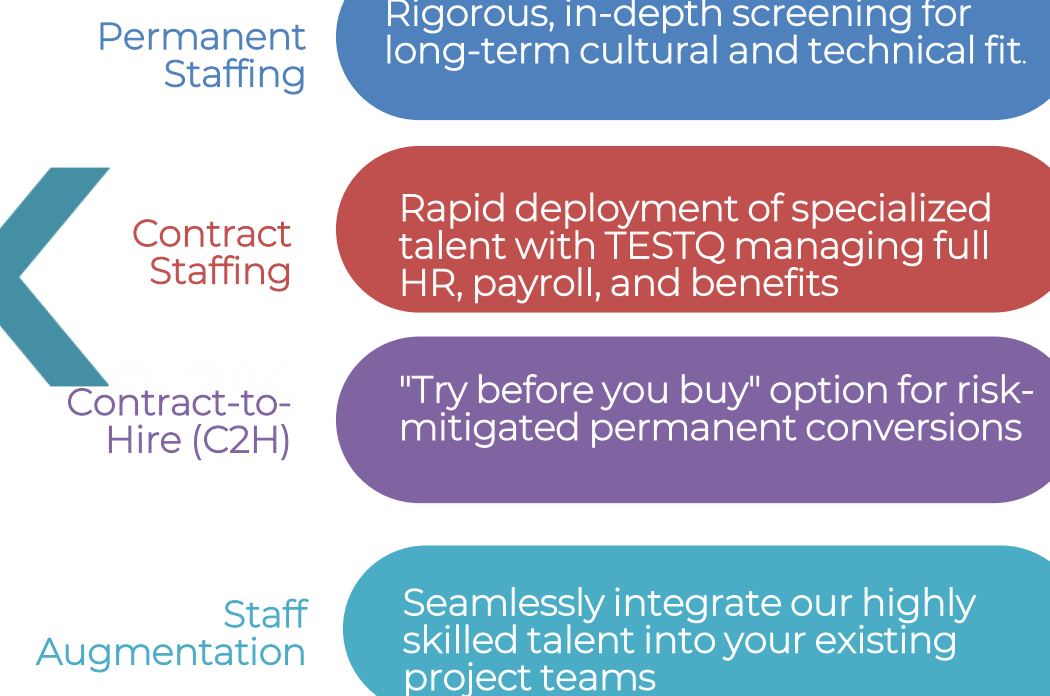 Permanent
Staffing
Rigorous, in-depth screening for
long-term cultural and technical fit.
Contract
Staffing
Rapid deployment of specialized
talent with TESTQ managing full
HR, payroll, and benefits
Contract-to-
Hire (C2H)
"Try before you buy" option for risk-
mitigated permanent conversions
Staff
Augmentation
Seamlessly integrate our highly
skilled talent into your existing
project teams